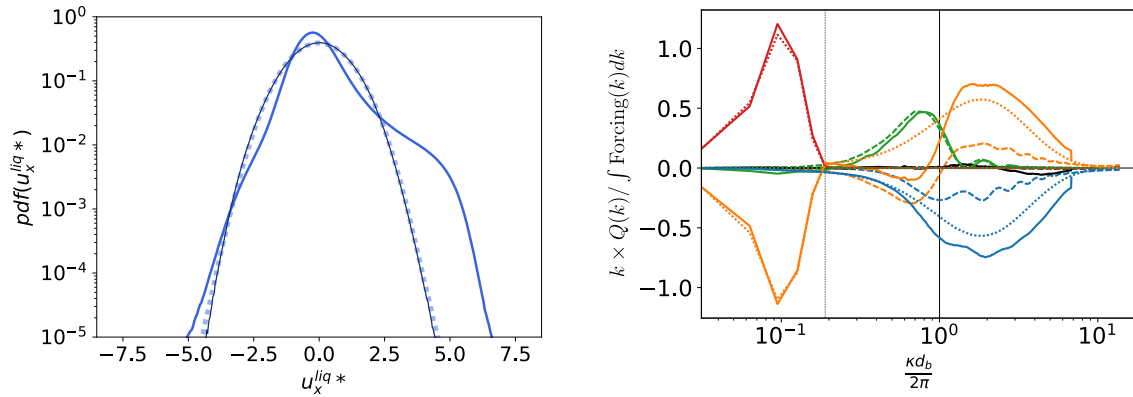 10^0
10^{-1}
10^{-2}
10^{-3}
10^{-4}
10^{-5}
pdf(u_x^{liq}*)
−7.5 −5.0 −2.5 0.0 2.5 5.0 7.5
u_x^{liq}*
1.0
0.5
0.0
−0.5
−1.0
k × Q(k)/ ∫ Forcing(k)dk
10^{-1} 10^0 10^1
κd_b
2π